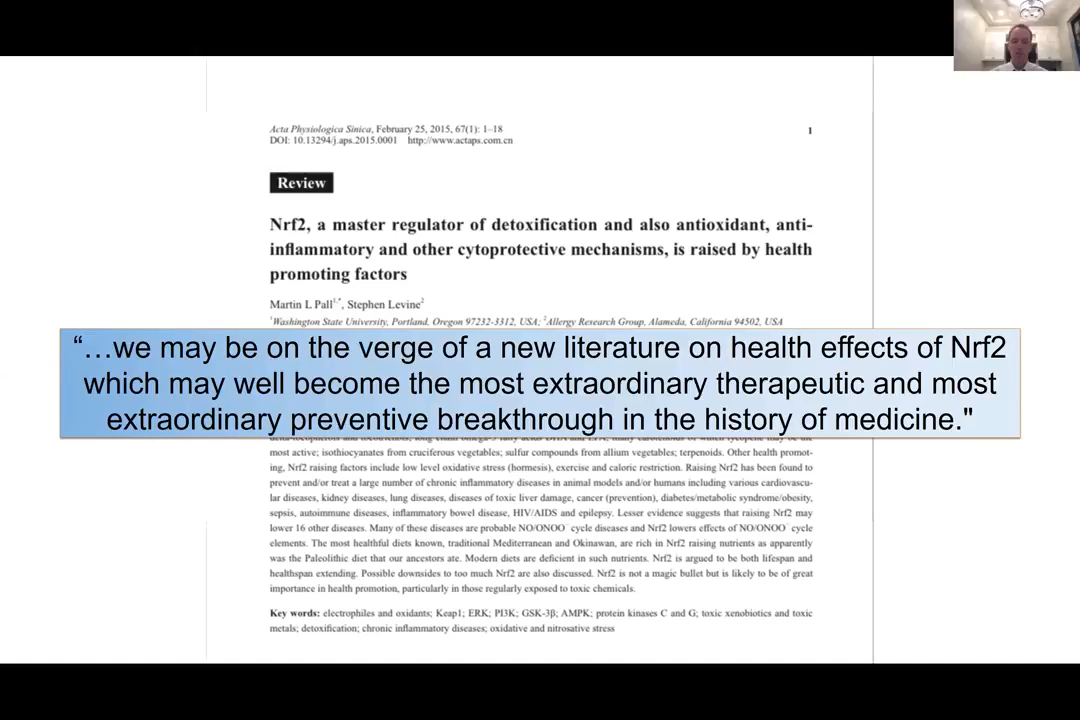 Acta Physiologica Sinica, February 25, 2015, 67(1): 1–18
DOI: 10.13294/j.aps.2015.0001 http://www.actaps.com.cn
1
Review
Nrf2, a master regulator of detoxification and also antioxidant, anti-
inflammatory and other cytoprotective mechanisms, is raised by health
promoting factors
Martin L Pall1,*, Stephen Levine2
1Washington State University, Portland, Oregon 97232-3312, USA; 2Allergy Research Group, Alameda, California 94502, USA
“…we may be on the verge of a new literature on health effects of Nrf2
which may well become the most extraordinary therapeutic and most
extraordinary preventive breakthrough in the history of medicine."
most active; isothiocyanates from cruciferous vegetables; sulfur compounds from allium vegetables; terpenoids. Other health promot-
ing, Nrf2 raising factors include low level oxidative stress (hormesis), exercise and caloric restriction. Raising Nrf2 has been found to
prevent and/or treat a large number of chronic inflammatory diseases in animal models and/or humans including various cardiovascu-
lar diseases, kidney diseases, lung diseases, diseases of toxic liver damage, cancer (prevention), diabetes/metabolic syndrome/obesity,
sepsis, autoimmune diseases, inflammatory bowel disease, HIV/AIDS and epilepsy. Lesser evidence suggests that raising Nrf2 may
lower 16 other diseases. Many of these diseases are probable NO/ONOO⁻ cycle diseases and Nrf2 lowers effects of NO/ONOO⁻ cycle
elements. The most healthful diets known, traditional Mediterranean and Okinawan, are rich in Nrf2 raising nutrients as apparently
was the Paleolithic diet that our ancestors ate. Modern diets are deficient in such nutrients. Nrf2 is argued to be both lifespan and
healthspan extending. Possible downsides to too much Nrf2 are also discussed. Nrf2 is not a magic bullet but is likely to be of great
importance in health promotion, particularly in those regularly exposed to toxic chemicals.
Key words: electrophiles and oxidants; Keap1; ERK; PI3K; GSK-3β; AMPK; protein kinases C and G; toxic xenobiotics and toxic
metals; detoxification; chronic inflammatory diseases; oxidative and nitrosative stress